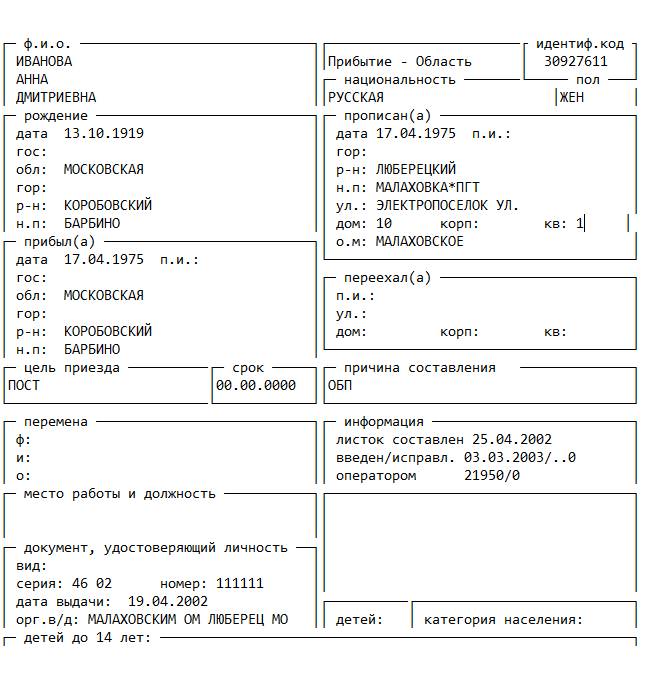 ф.и.о. идентиф.код
ИВАНОВА Прибытие - Область 30927611
АННА национальность пол
ДМИТРИЕВНА РУССКАЯ ЖЕН
рождение прописан(а)
дата 13.10.1919 дата 17.04.1975 п.и.:
гос: гор:
обл: МОСКОВСКАЯ р-н: ЛЮБЕРЕЦКИЙ
гор: н.п: МАЛАХОВКА*ПГТ
р-н: КОРОБОВСКИЙ ул.: ЭЛЕКТРОПОСЕЛОК УЛ.
н.п: БАРБИНО дом: 10 корп: кв: 1
прибыл(а) о.м: МАЛАХОВСКОЕ
дата 17.04.1975 п.и.:
гос: переехал(а)
обл: МОСКОВСКАЯ п.и.:
гор: ул.:
р-н: КОРОБОВСКИЙ дом: корп: кв:
н.п: БАРБИНО
цель приезда срок причина составления
ПОСТ 00.00.0000 ОБП
перемена информация
ф: листок составлен 25.04.2002
и: введен/исправл. 03.03.2003/..0
о: оператором 21950/0
место работы и должность
документ, удостоверяющий личность
вид:
серия: 46 02 номер: 111111
дата выдачи: 19.04.2002
орг.в/д: МАЛАХОВСКИМ ОМ ЛЮБЕРЕЦ МО детей: категория населения:
детей до 14 лет: